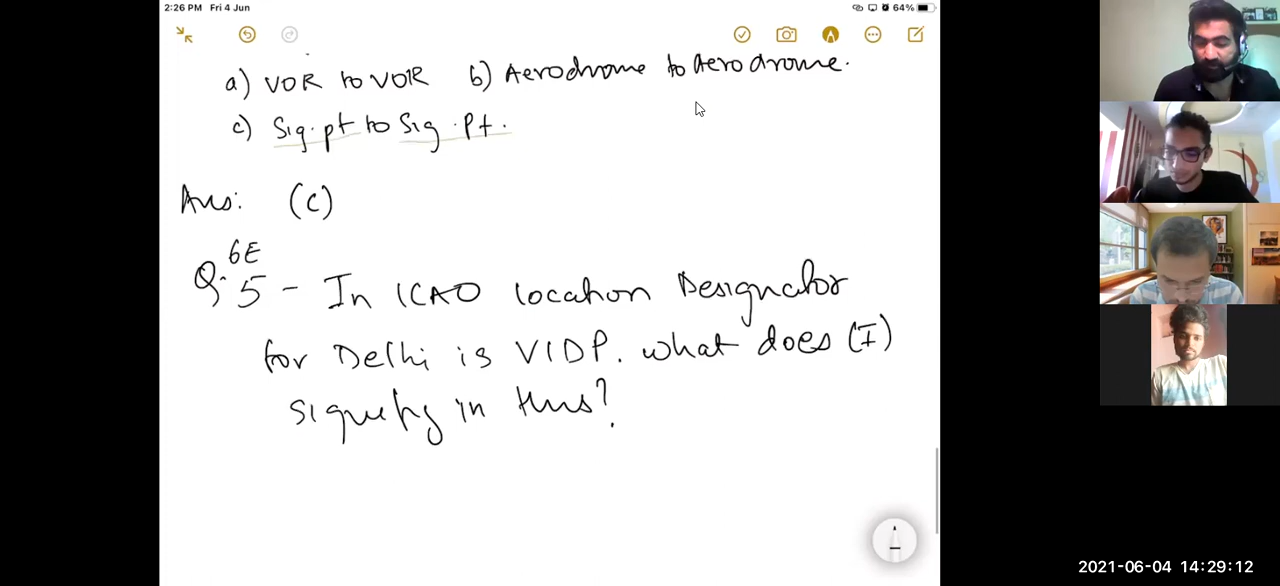 2:26 PM Fri 4 Jun
64%
a) VOR to VOR b) Aerodrome to Aerodrome.
c) Sig. pt to Sig. Pt.
Ans: (c)
6E
Q. 5 - In ICAO location Designator
for Delhi is VIDP. what does (I)
signify in this?
2021-06-04 14:29:12